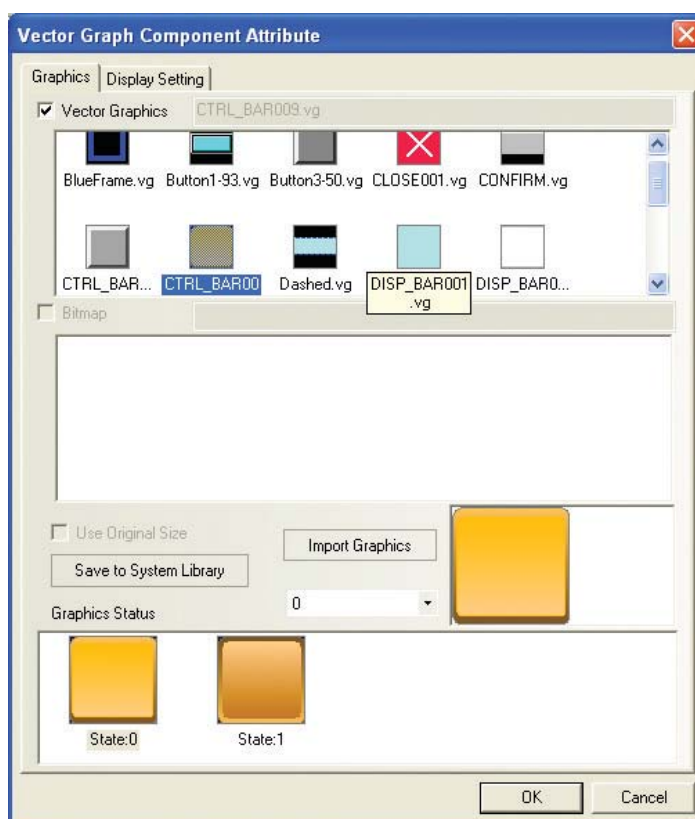 Vector Graph Component Attribute
Graphics Display Setting
Vector Graphics CTRL_BAR009.vg
BlueFrame.vg Button1-93.vg Button3-50.vg CLOSE001.vg CONFIRM.vg
CTRL_BAR... CTRL_BAR00 Dashed.vg DISP_BAR001 DISP_BAR0...
.vg
Bitmap
Use Original Size
Import Graphics
Save to System Library
0
Graphics Status
State:0 State:1
OK Cancel